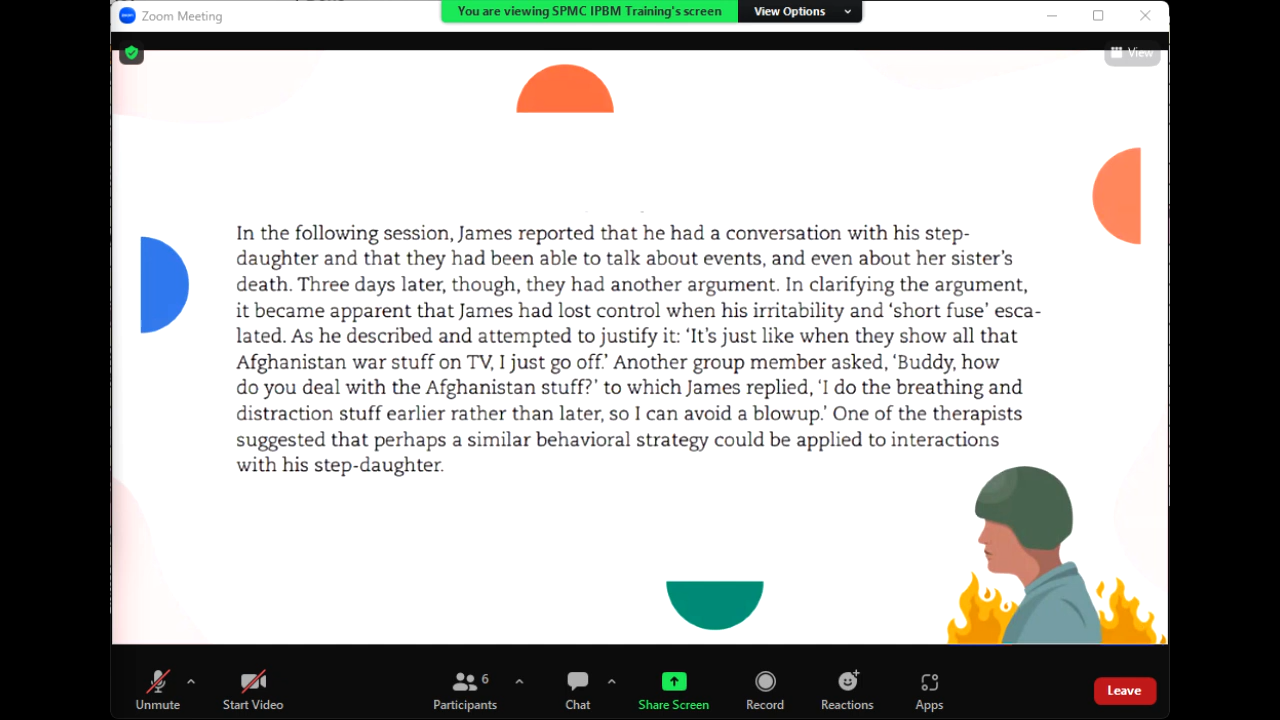 Zoom Meeting
You are viewing SPMC IPBM Training's screen
View Options
View
In the following session, James reported that he had a conversation with his step-
daughter and that they had been able to talk about events, and even about her sister's
death. Three days later, though, they had another argument. In clarifying the argument,
it became apparent that James had lost control when his irritability and ‘short fuse’ esca-
lated. As he described and attempted to justify it: ‘It's just like when they show all that
Afghanistan war stuff on TV, I just go off.’ Another group member asked, ‘Buddy, how
do you deal with the Afghanistan stuff?’ to which James replied, ‘I do the breathing and
distraction stuff earlier rather than later, so I can avoid a blowup.’ One of the therapists
suggested that perhaps a similar behavioral strategy could be applied to interactions
with his step-daughter.
Unmute
Start Video
Participants
6
Chat
Share Screen
Record
Reactions
Apps
Leave